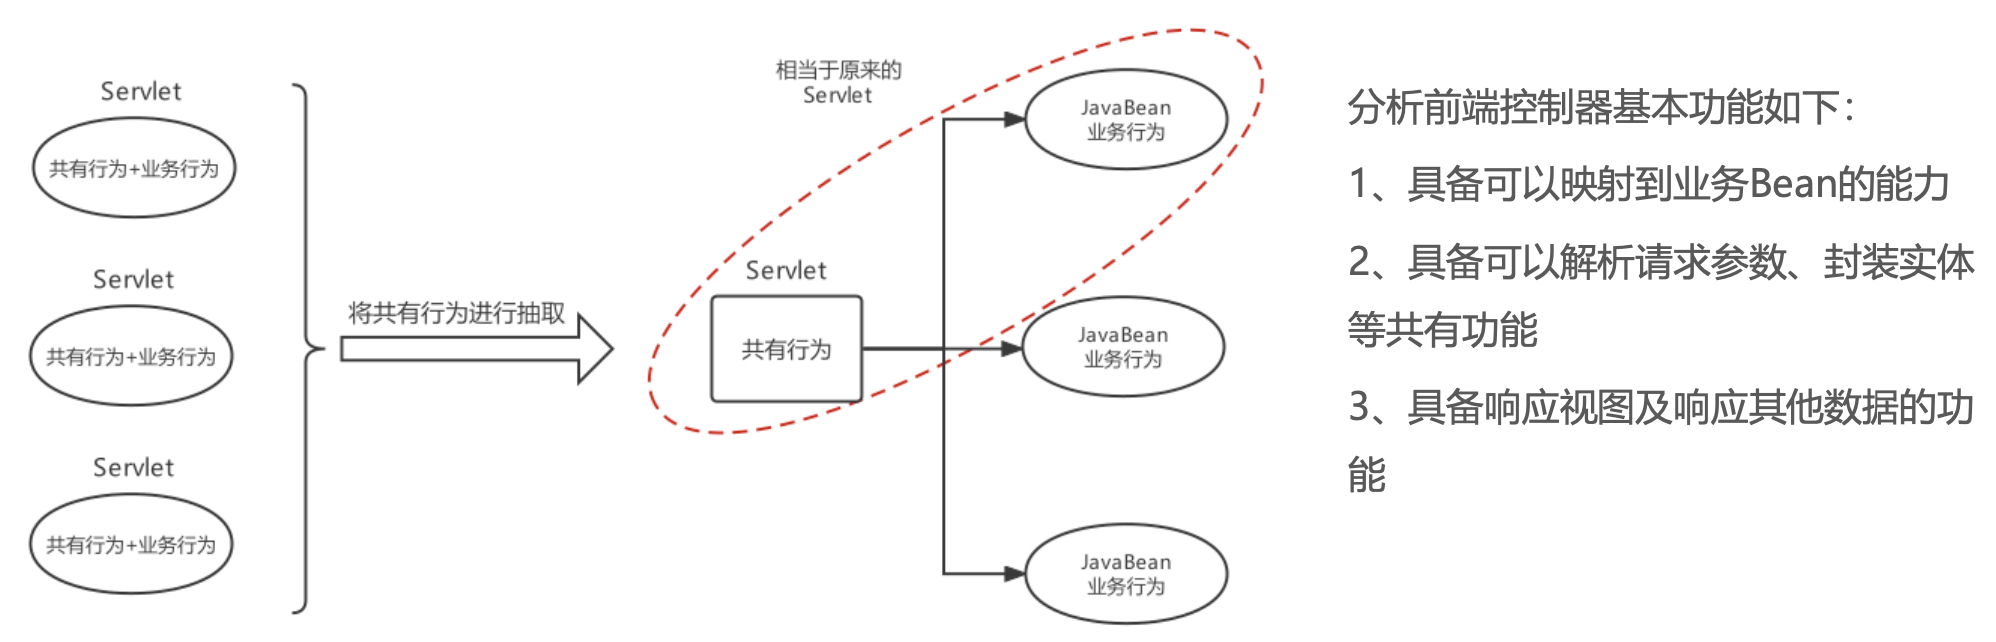 Servlet
共有行为+业务行为
Servlet
共有行为+业务行为
Servlet
共有行为+业务行为
将共有行为进行抽取
相当于原来的
Servlet
Servlet
共有行为
JavaBean
业务行为
JavaBean
业务行为
JavaBean
业务行为
分析前端控制器基本功能如下：
1、具备可以映射到业务Bean的能力
2、具备可以解析请求参数、封装实体
等共有功能
3、具备响应视图及响应其他数据的功
能